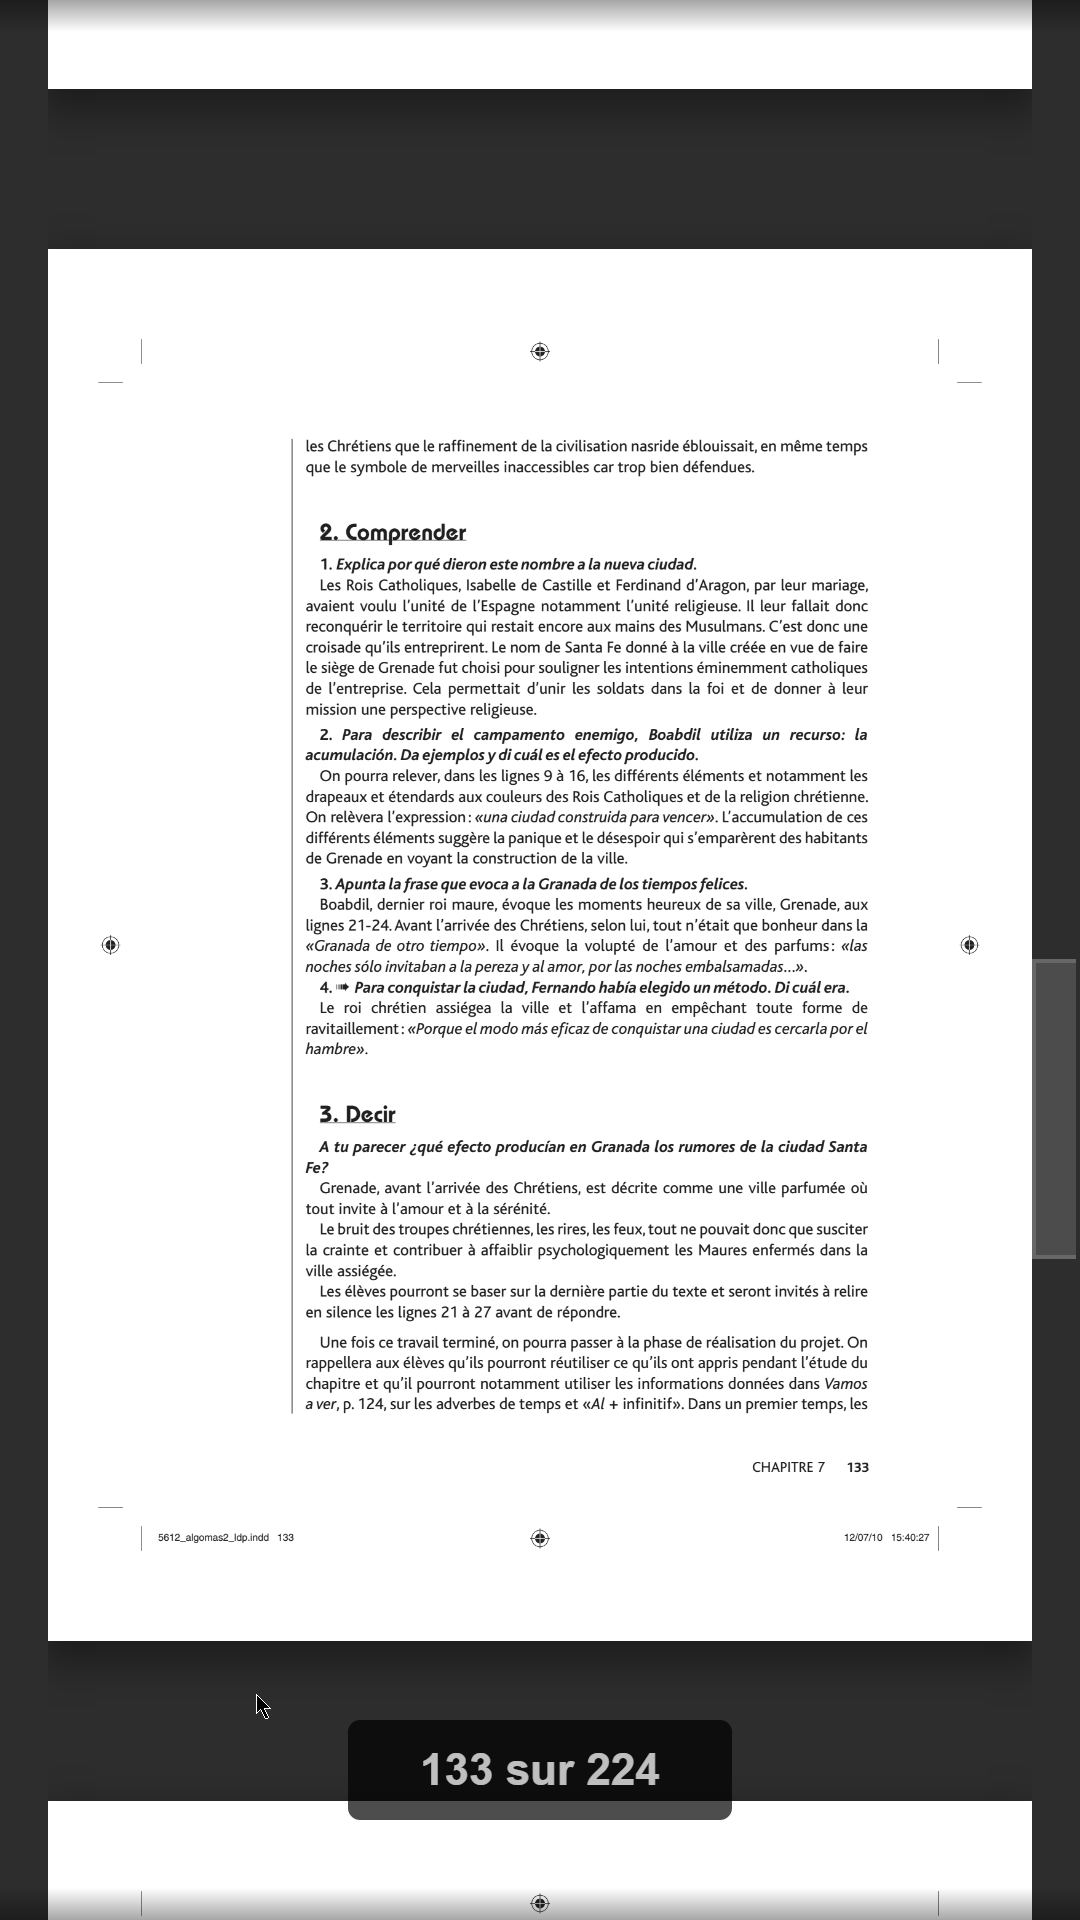 les Chrétiens que le raffinement de la civilisation nasride éblouissait, en même temps
que le symbole de merveilles inaccessibles car trop bien défendues.
2. Comprender
1. Explica por qué dieron este nombre a la nueva ciudad.
Les Rois Catholiques, Isabelle de Castille et Ferdinand d’Aragon, par leur mariage,
avaient voulu l’unité de l’Espagne notamment l’unité religieuse. Il leur fallait donc
reconquérir le territoire qui restait encore aux mains des Musulmans. C’est donc une
croisade qu’ils entreprirent. Le nom de Santa Fe donné à la ville créée en vue de faire
le siège de Grenade fut choisi pour souligner les intentions éminemment catholiques
de l’entreprise. Cela permettait d’unir les soldats dans la foi et de donner à leur
mission une perspective religieuse.
2. Para describir el campamento enemigo, Boabdil utiliza un recurso: la
acumulación. Da ejemplos y di cuál es el efecto producido.
On pourra relever, dans les lignes 9 à 16, les différents éléments et notamment les
drapeaux et étendards aux couleurs des Rois Catholiques et de la religion chrétienne.
On relèvera l’expression : «una ciudad construida para vencer». L’accumulation de ces
différents éléments suggère la panique et le désespoir qui s’emparèrent des habitants
de Grenade en voyant la construction de la ville.
3. Apunta la frase que evoca a la Granada de los tiempos felices.
Boabdil, dernier roi maure, évoque les moments heureux de sa ville, Grenade, aux
lignes 21-24. Avant l’arrivée des Chrétiens, selon lui, tout n’était que bonheur dans la
«Granada de otro tiempo». Il évoque la volupté de l’amour et des parfums : «las
noches sólo invitaban a la pereza y al amor, por las noches embalsamadas...».
4. ➠ Para conquistar la ciudad, Fernando había elegido un método. Di cuál era.
Le roi chrétien assiégea la ville et l’affama en empêchant toute forme de
ravitaillement : «Porque el modo más eficaz de conquistar una ciudad es cercarla por el
hambre».
3. Decir
A tu parecer ¿qué efecto producían en Granada los rumores de la ciudad Santa
Fe?
Grenade, avant l’arrivée des Chrétiens, est décrite comme une ville parfumée où
tout invite à l’amour et à la sérénité.
Le bruit des troupes chrétiennes, les rires, les feux, tout ne pouvait donc que susciter
la crainte et contribuer à affaiblir psychologiquement les Maures enfermés dans la
ville assiégée.
Les élèves pourront se baser sur la dernière partie du texte et seront invités à relire
en silence les lignes 21 à 27 avant de répondre.
Une fois ce travail terminé, on pourra passer à la phase de réalisation du projet. On
rappellera aux élèves qu’ils pourront réutiliser ce qu’ils ont appris pendant l’étude du
chapitre et qu’il pourront notamment utiliser les informations données dans Vamos
a ver, p. 124, sur les adverbes de temps et «Al + infinitif». Dans un premier temps, les
CHAPITRE 7 133
5612_algomas2_ldp.indd 133 12/07/10 15:40:27
133 sur 224